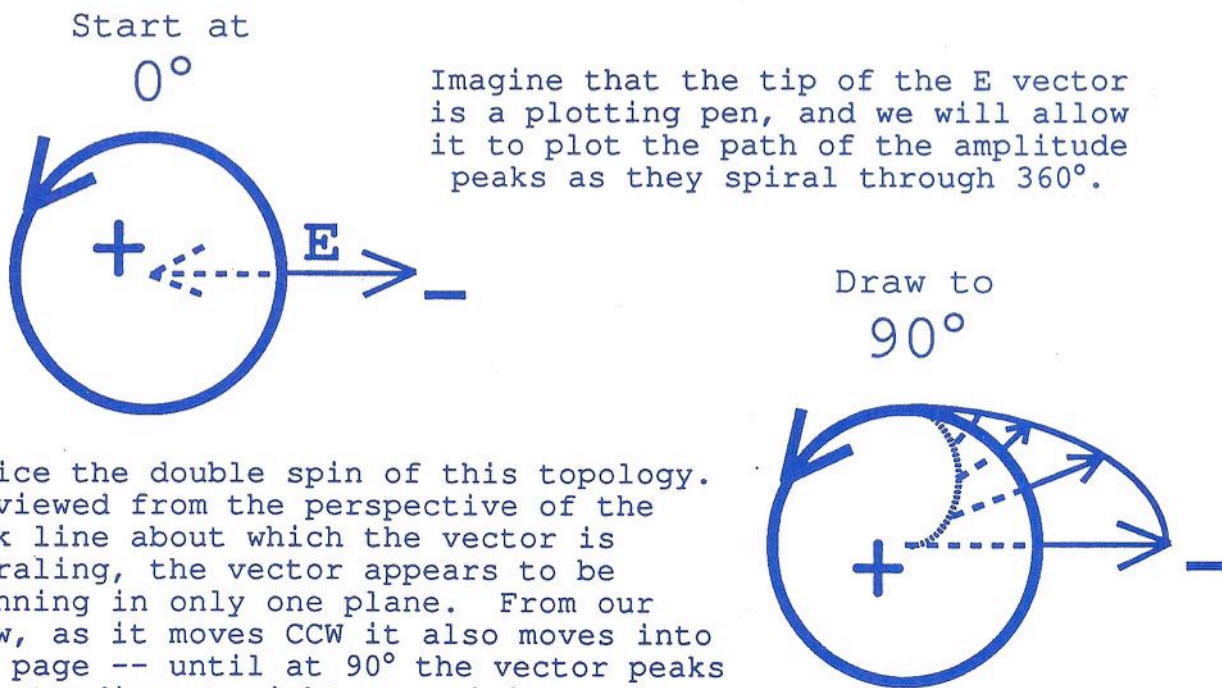 Start at
0°
Imagine that the tip of the E vector
is a plotting pen, and we will allow
it to plot the path of the amplitude
peaks as they spiral through 360°.
+
E
−
Draw to
90°
+
−
ice the double spin of this topology.
viewed from the perspective of the
k line about which the vector is
raling, the vector appears to be
nning in only one plane. From our
w, as it moves CCW it also moves into
page -- until at 90° the vector peaks